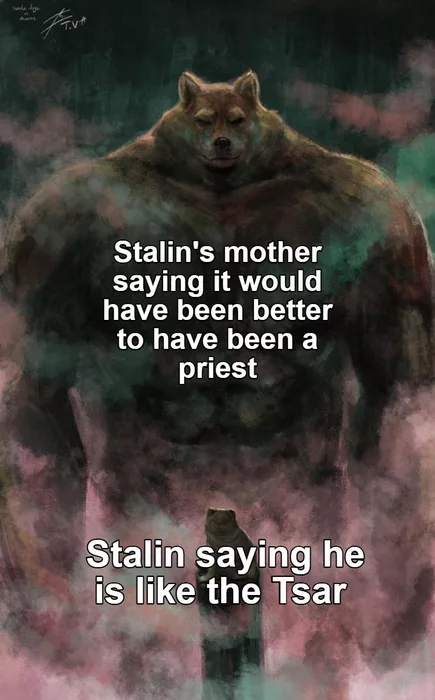 T.V#
Stalin's mother
saying it would
have been better
to have been a
priest
Stalin saying he
is like the Tsar